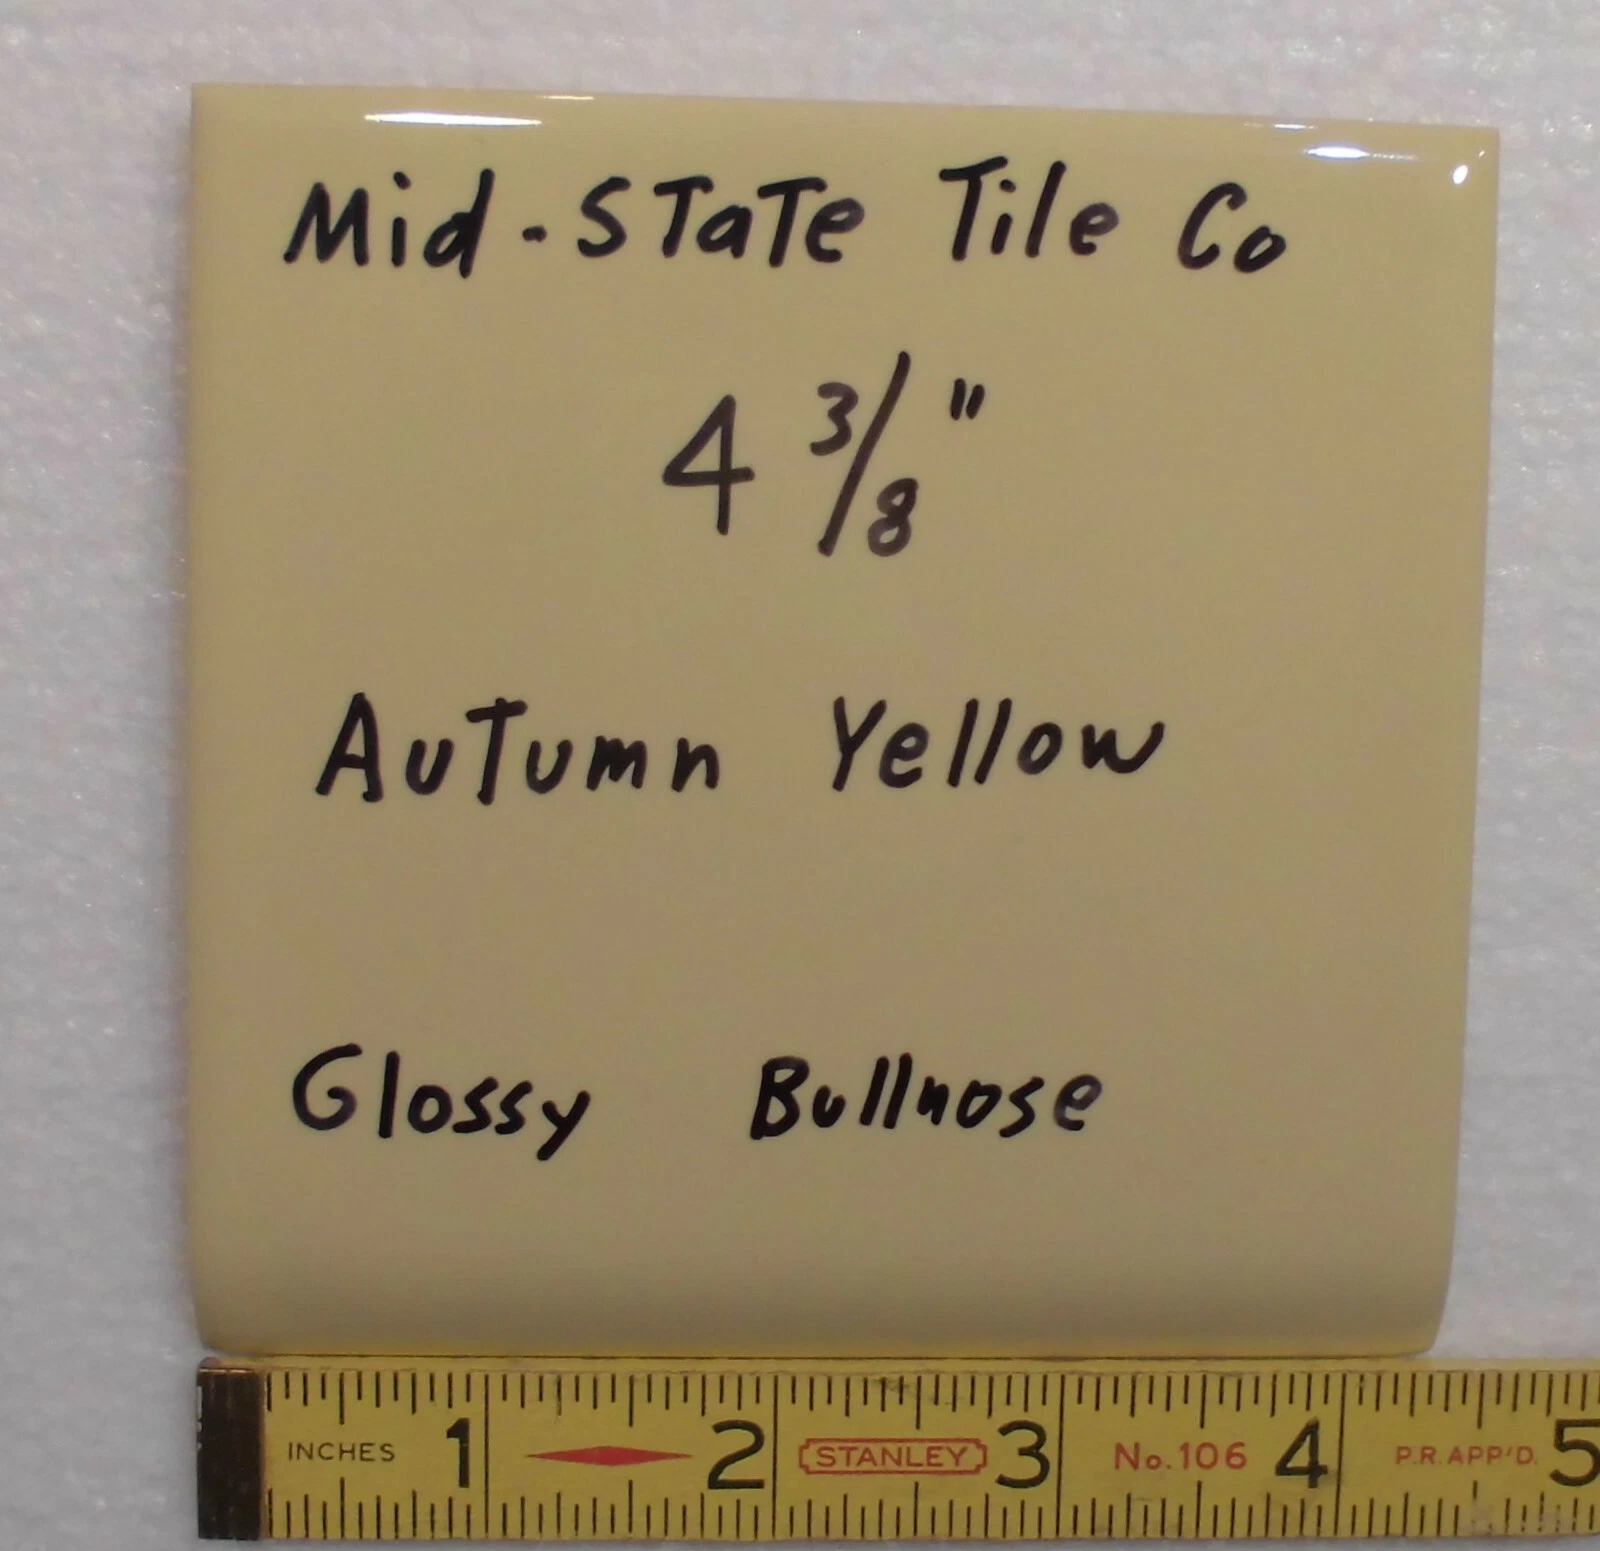 Mid-State Tile Co
4 3/8"
Autumn Yellow
Glossy Bullnose
INCHES 1 2 STANLEY 3 No.106 4 P.R. APP'D. 5